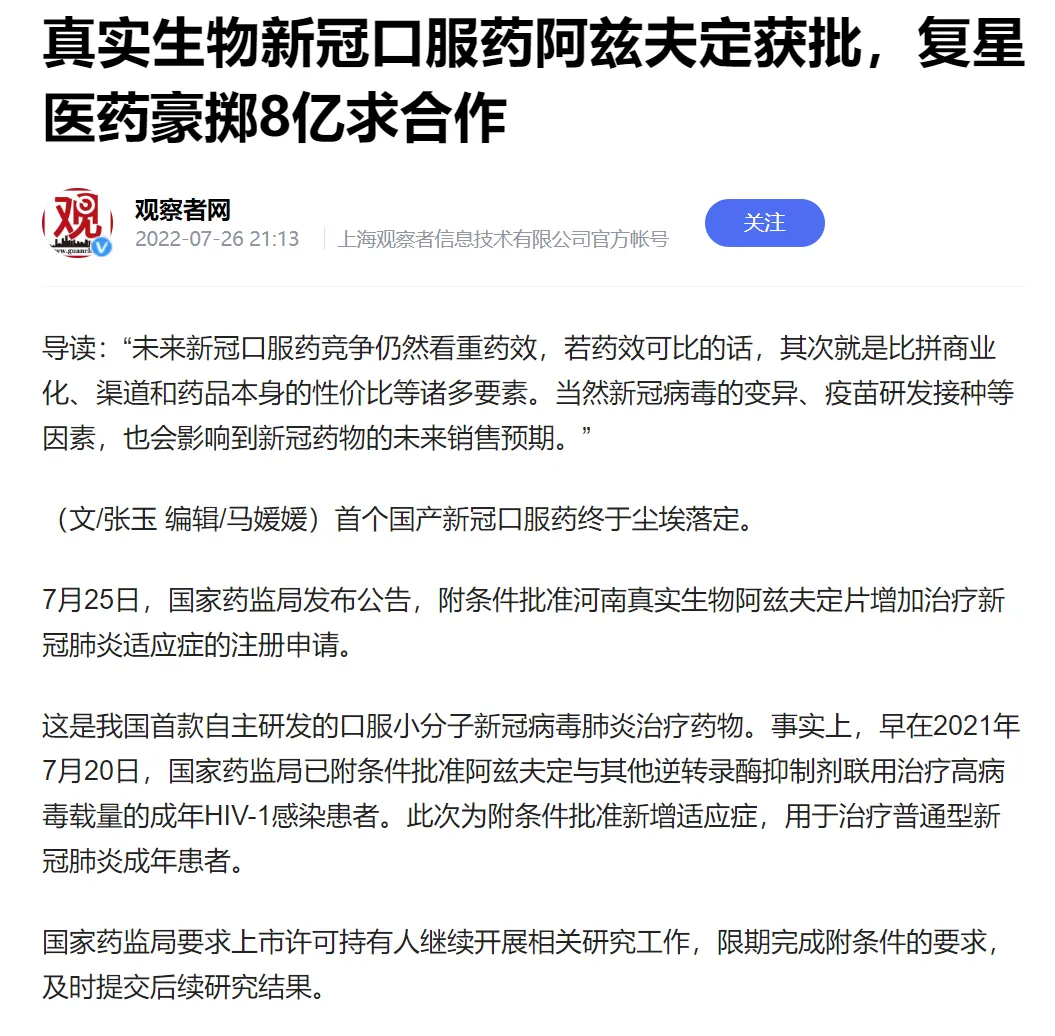 真实生物新冠口服药阿兹夫定获批，复星
医药豪掷8亿求合作
观
www.guanch
观察者网
2022-07-26 21:13
上海观察者信息技术有限公司官方帐号
关注
导读：“未来新冠口服药竞争仍然看重药效，若药效可比的话，其次就是比拼商业
化、渠道和药品本身的性价比等诸多要素。当然新冠病毒的变异、疫苗研发接种等
因素，也会影响到新冠药物的未来销售预期。”
（文/张玉 编辑/马媛媛）首个国产新冠口服药终于尘埃落定。
7月25日，国家药监局发布公告，附条件批准河南真实生物阿兹夫定片增加治疗新
冠肺炎适应症的注册申请。
这是我国首款自主研发的口服小分子新冠病毒肺炎治疗药物。事实上，早在2021年
7月20日，国家药监局已附条件批准阿兹夫定与其他逆转录酶抑制剂联用治疗高病
毒载量的成年HIV-1感染患者。此次为附条件批准新增适应症，用于治疗普通型新
冠肺炎成年患者。
国家药监局要求上市许可持有人继续开展相关研究工作，限期完成附条件的要求，
及时提交后续研究结果。